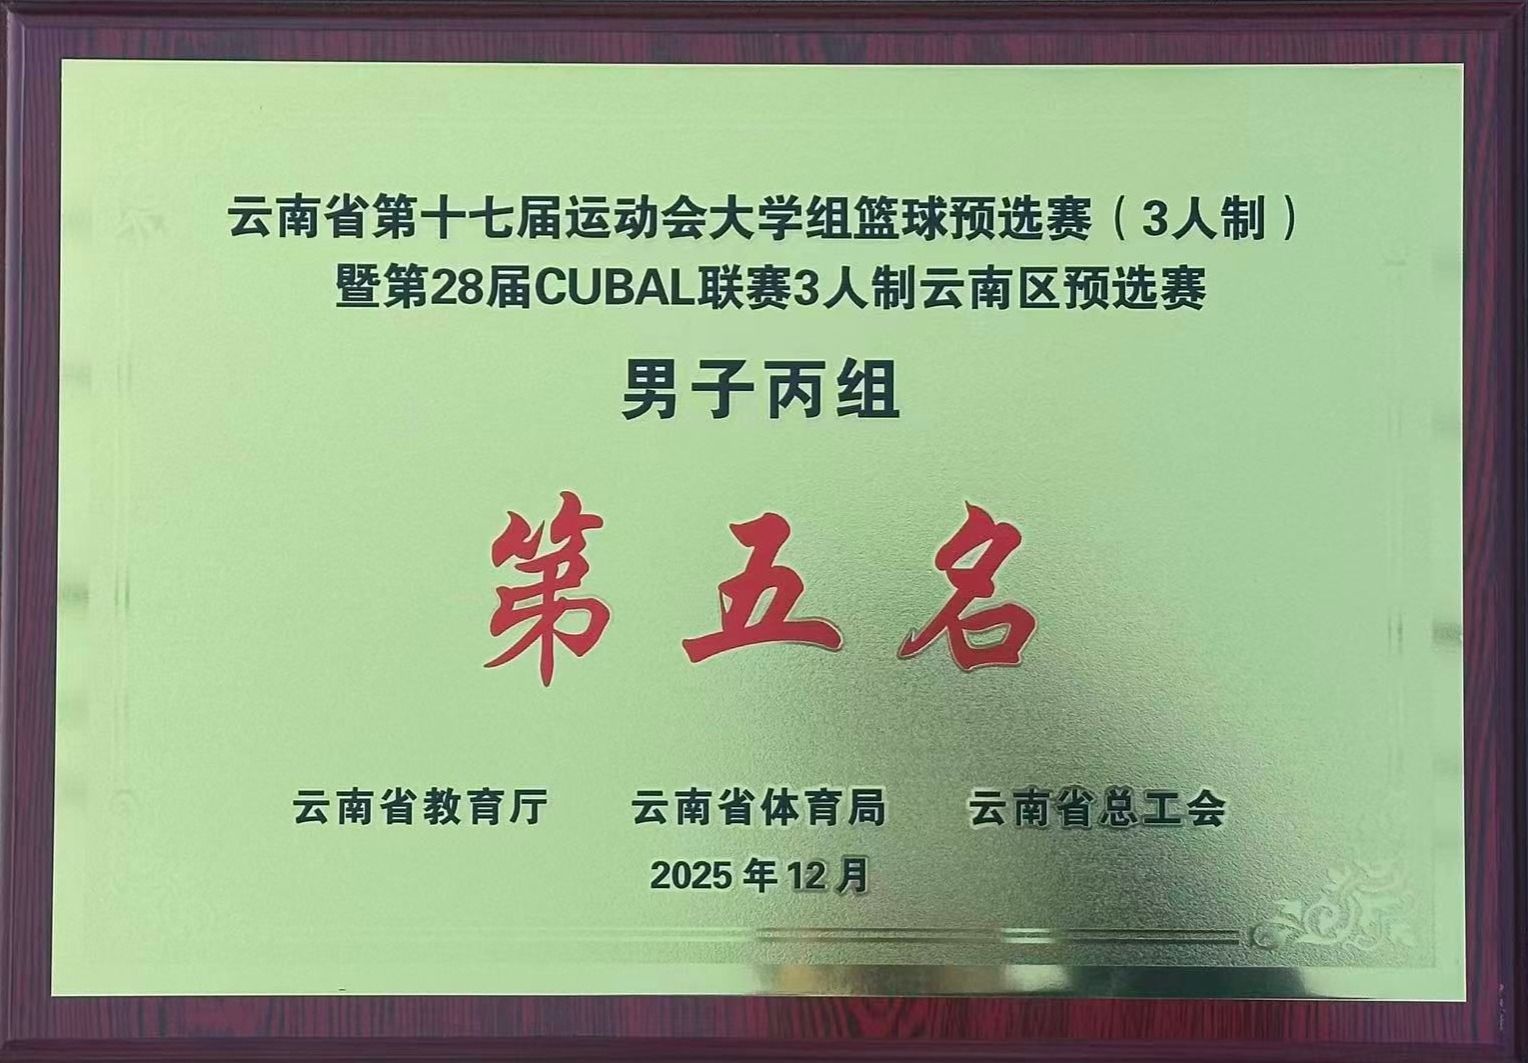 云南省第十七届运动会大学组篮球预选赛（3人制）
暨第28届CUBAL联赛3人制云南区预选赛
男子丙组
第五名
云南省教育厅 云南省体育局 云南省总工会
2025年12月